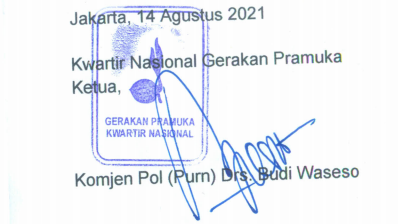 Jakarta, 14 Agustus 2021
Kwartir Nasional Gerakan Pramuka
Ketua,
GERAKAN PRAMUKA
KWARTIR NASIONAL
Komjen Pol (Purn) Drs. Budi Waseso